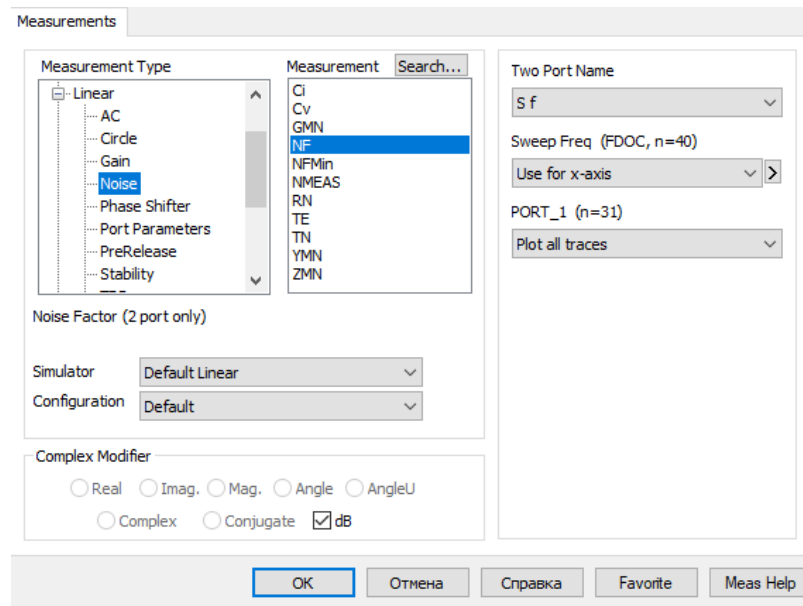 Measurements
Measurement Type
Linear
AC
Circle
Gain
Noise
Phase Shifter
Port Parameters
PreRelease
Stability
Measurement
Search...
Ci
Cv
GMN
NF
NFMin
NMEAS
RN
TE
TN
YMN
ZMN
Noise Factor (2 port only)
Simulator
Default Linear
Configuration
Default
Complex Modifier
Real Imag. Mag. Angle AngleU
Complex Conjugate dB
Two Port Name
S f
Sweep Freq (FDOC, n=40)
Use for x-axis
>
PORT_1 (n=31)
Plot all traces
OK Отмена Справка Favorite Meas Help